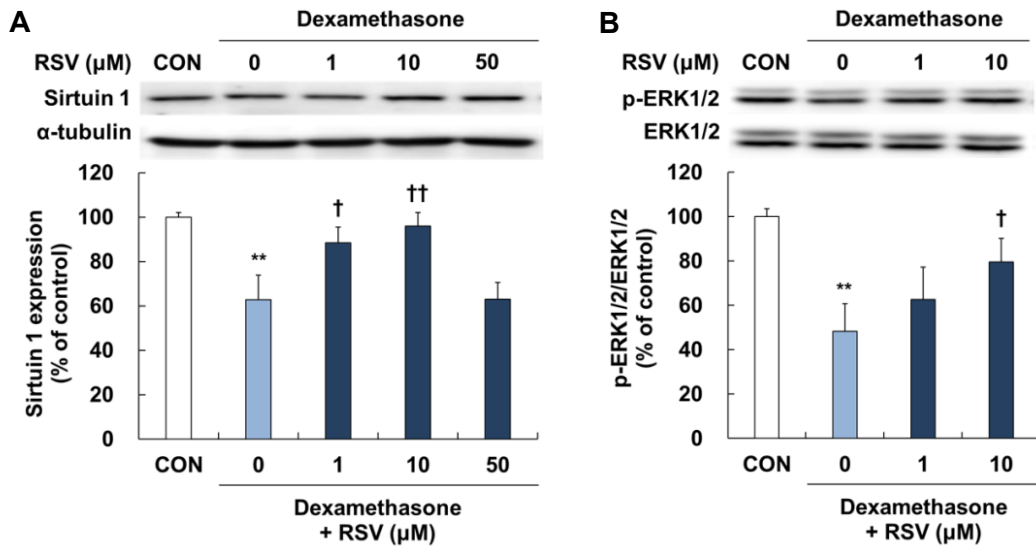 A
Dexamethasone
RSV (μM) CON 0 1 10 50
Sirtuin 1
α-tubulin
120
100
80
60
40
20
0
Sirtuin 1 expression
(% of control)
**
†
††
CON 0 1 10 50
Dexamethasone
+ RSV (μM)
B
Dexamethasone
RSV (μM) CON 0 1 10
p-ERK1/2
ERK1/2
120
100
80
60
40
20
0
p-ERK1/2/ERK1/2
(% of control)
**
†
CON 0 1 10
Dexamethasone
+ RSV (μM)